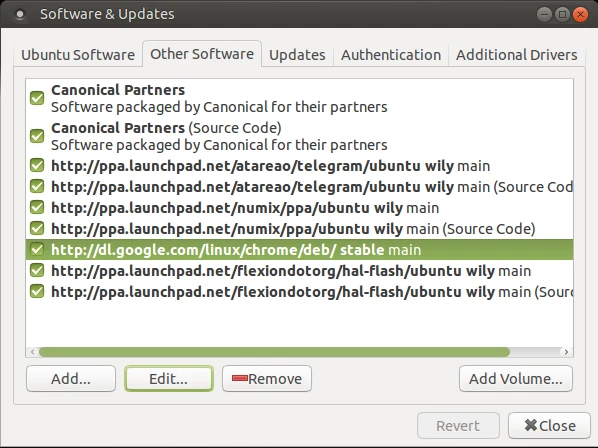 Software & Updates
Ubuntu Software Other Software Updates Authentication Additional Drivers
Canonical Partners
Software packaged by Canonical for their partners
Canonical Partners (Source Code)
Software packaged by Canonical for their partners
http://ppa.launchpad.net/atareao/telegram/ubuntu wily main
http://ppa.launchpad.net/atareao/telegram/ubuntu wily main (Source Cod
http://ppa.launchpad.net/numix/ppa/ubuntu wily main
http://ppa.launchpad.net/numix/ppa/ubuntu wily main (Source Code)
http://dl.google.com/linux/chrome/deb/ stable main
http://ppa.launchpad.net/flexiondotorg/hal-flash/ubuntu wily main
http://ppa.launchpad.net/flexiondotorg/hal-flash/ubuntu wily main (Sourc
Add... Edit... Remove Add Volume...
Revert Close